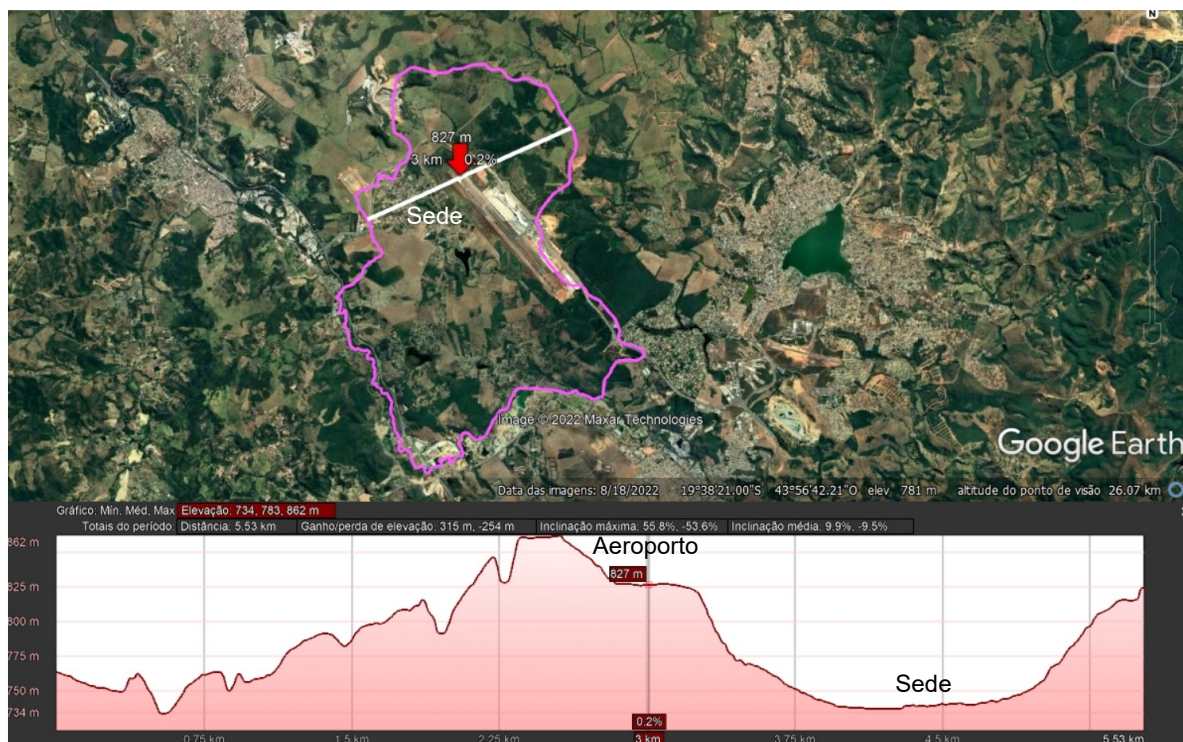 N
827 m
3 km 0.2%
Sede
Image © 2022 Maxar Technologies
Google Earth
Data das imagens: 8/18/2022 19°38'21.00"S 43°56'42.21"O elev 781 m altitude do ponto de visão 26.07 km
Gráfico: Mín. Méd, Max Elevação: 734, 783, 862 m
Totais do período: Distância: 5.53 km Ganho/perda de elevação: 315 m, -254 m Inclinação máxima: 55.8%, -53.6% Inclinação média: 9.9%, -9.5%
862 m
Aeroporto
827 m
825 m
800 m
775 m
750 m
Sede
734 m
0.2%
0.75 km 1.5 km 2.25 km 3 km 3.75 km 4.5 km 5.53 km